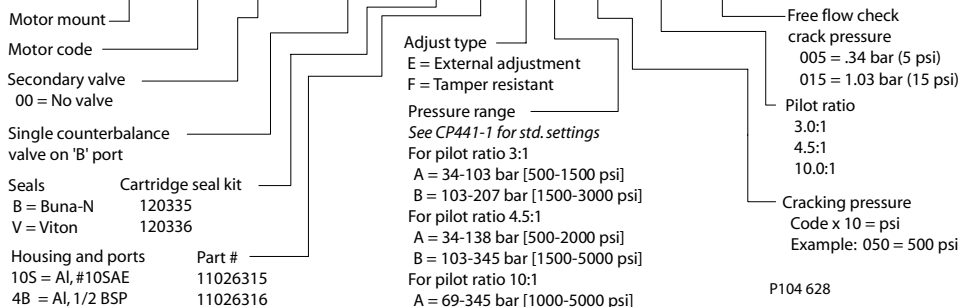 Motor mount
Motor code
Secondary valve
00 = No valve
Single counterbalance
valve on 'B' port
Seals Cartridge seal kit
B = Buna-N 120335
V = Viton 120336
Housing and ports Part #
10S = Al, #10SAE 11026315
4B = Al, 1/2 BSP 11026316
Adjust type
E = External adjustment
F = Tamper resistant
Pressure range
See CP441-1 for std. settings
For pilot ratio 3:1
A = 34-103 bar [500-1500 psi]
B = 103-207 bar [1500-3000 psi]
For pilot ratio 4.5:1
A = 34-138 bar [500-2000 psi]
B = 103-345 bar [1500-5000 psi]
For pilot ratio 10:1
A = 69-345 bar [1000-5000 psi]
Free flow check
crack pressure
005 = .34 bar (5 psi)
015 = 1.03 bar (15 psi)
Pilot ratio
3.0:1
4.5:1
10.0:1
Cracking pressure
Code x 10 = psi
Example: 050 = 500 psi
P104 628